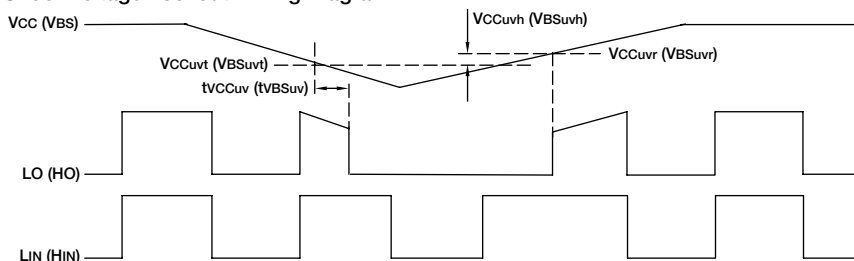 VCC (VBS)
VCCuvh (VBSuvh)
VCCuvt (VBSuvt)
VCCuvr (VBSuvr)
tVCCuv (tVBSuv)
LO (HO)
LIN (HIN)